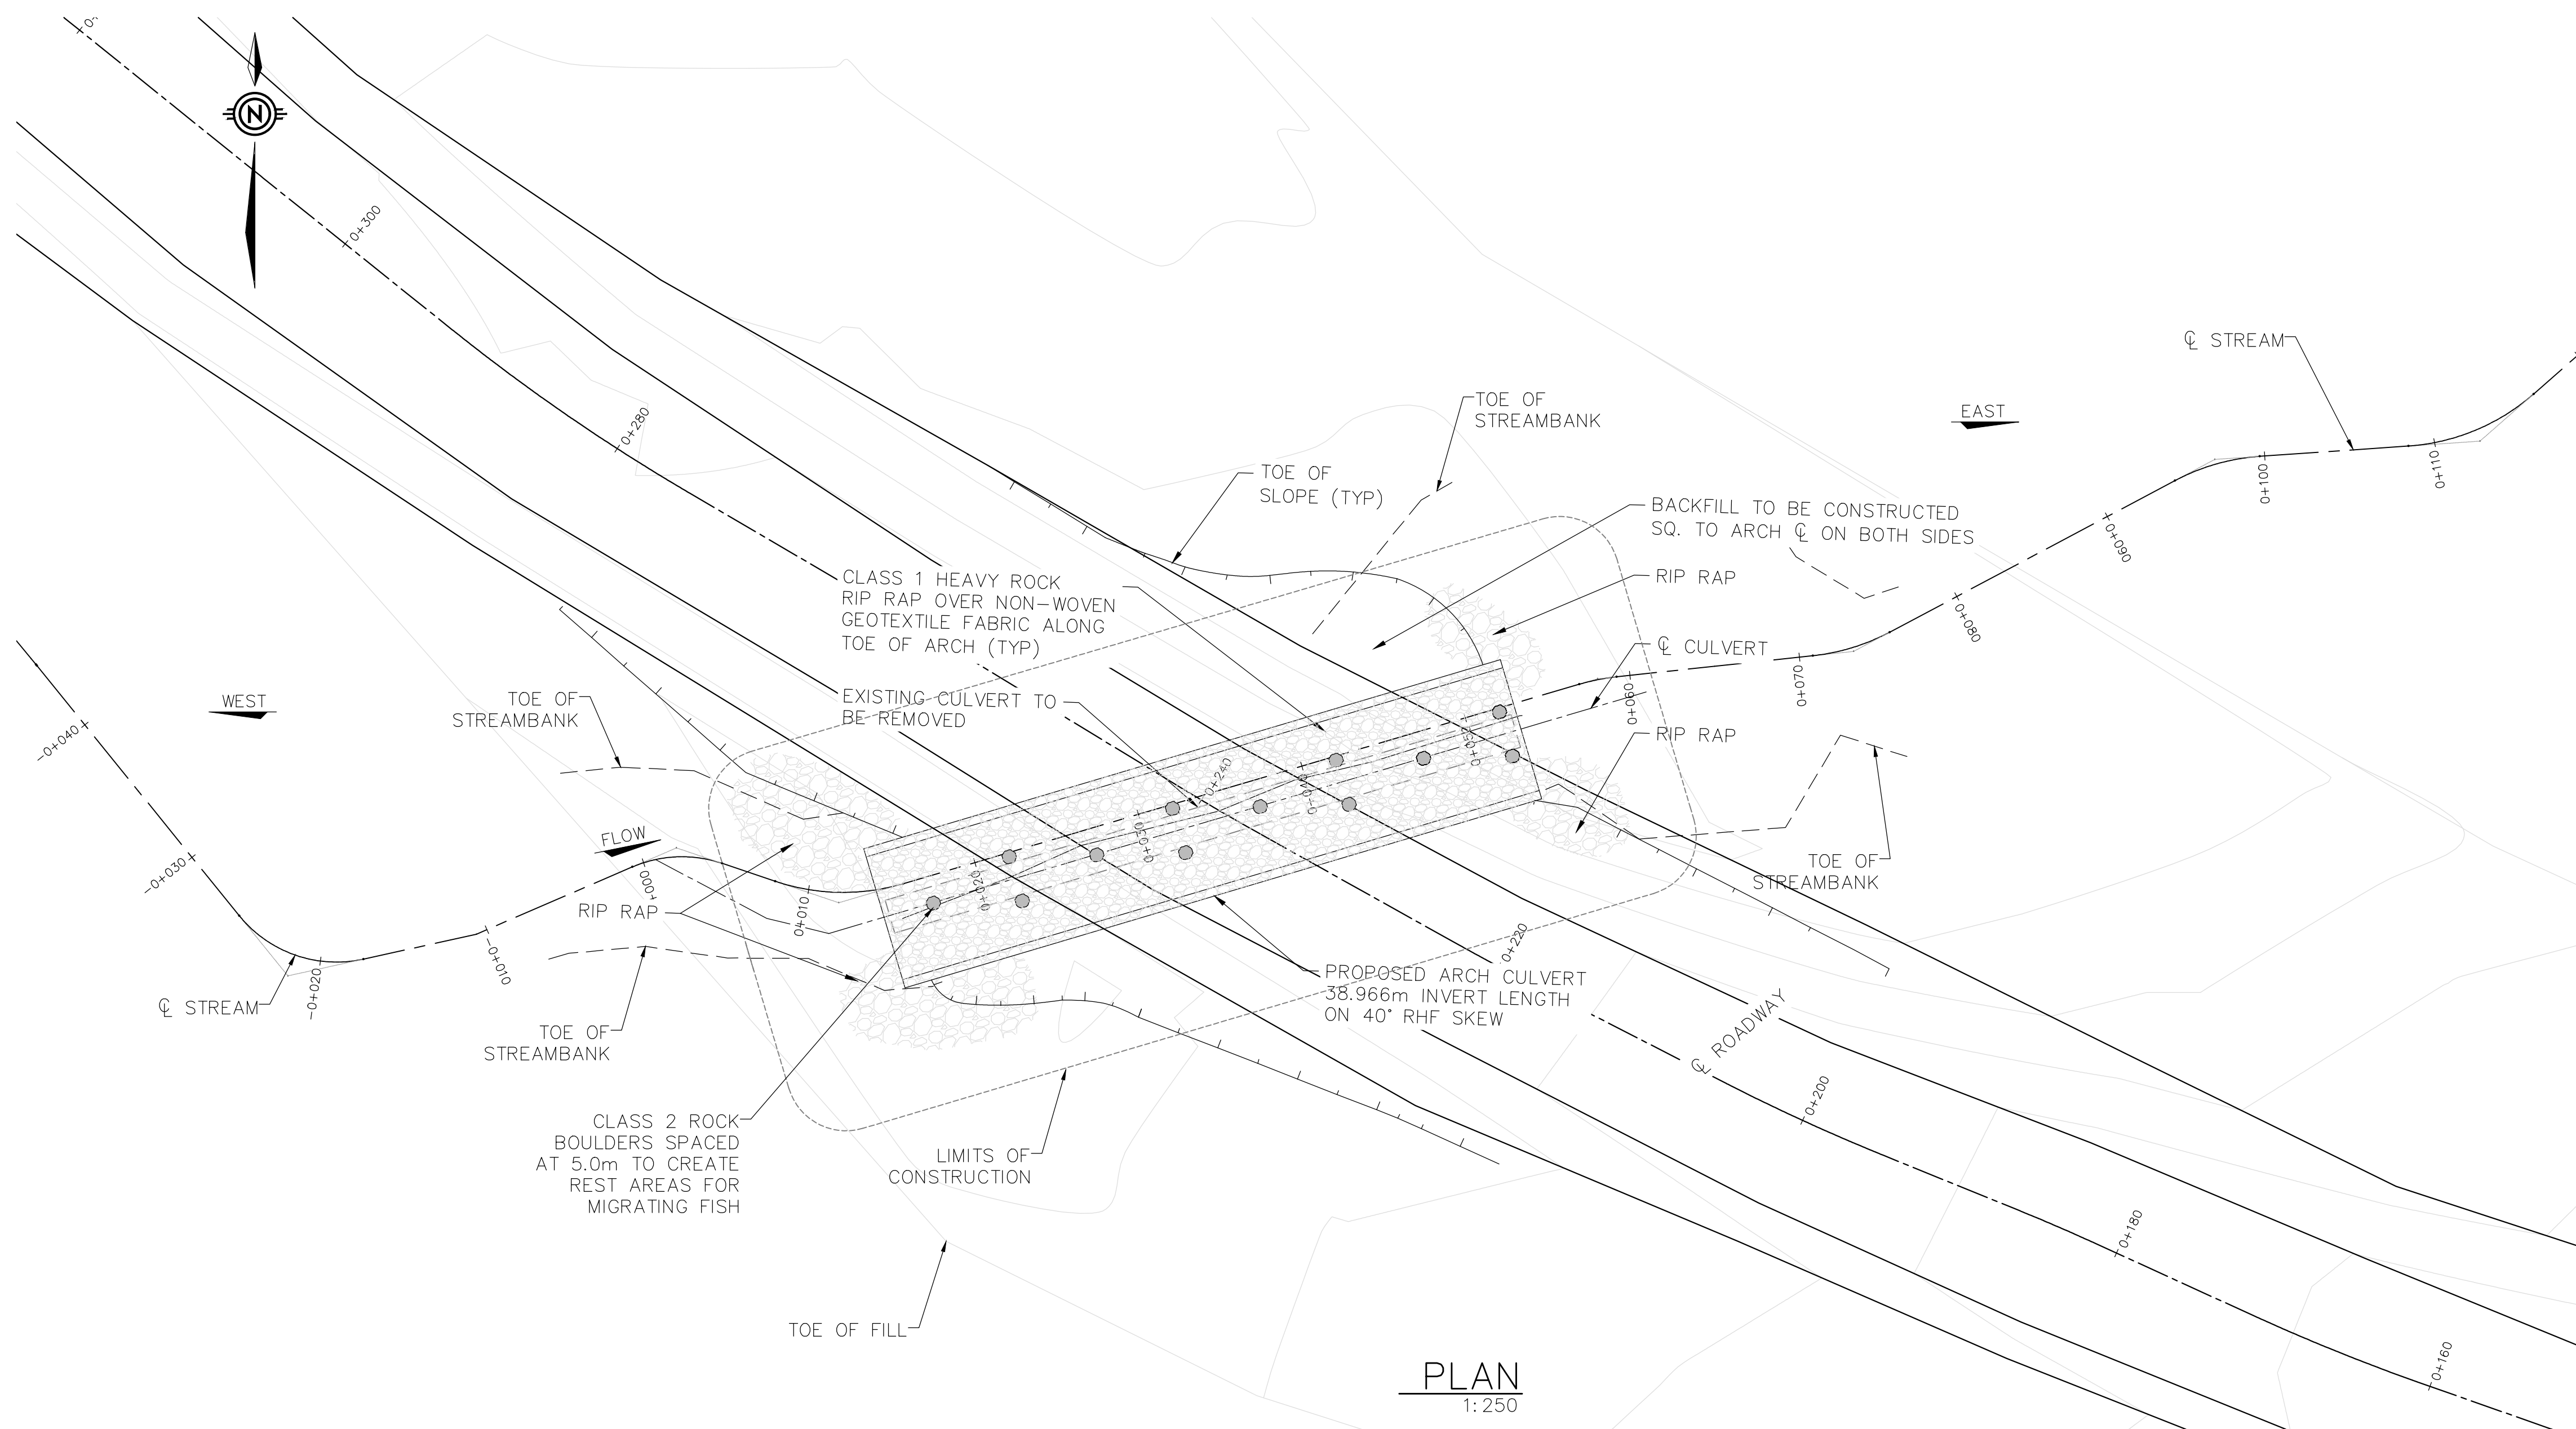 N
0+300
0+280
℄ STREAM
EAST
TOE OF
STREAMBANK
TOE OF
SLOPE (TYP)
BACKFILL TO BE CONSTRUCTED
SQ. TO ARCH ℄ ON BOTH SIDES
RIP RAP
℄ CULVERT
RIP RAP
0+100
0+110
0+090
0+080
0+070
0+060
CLASS 1 HEAVY ROCK
RIP RAP OVER NON-WOVEN
GEOTEXTILE FABRIC ALONG
TOE OF ARCH (TYP)
EXISTING CULVERT TO
BE REMOVED
WEST
TOE OF
STREAMBANK
-0+040
-0+030
-0+020
-0+010
FLOW
0+000
0+010
0+020
0+030
0+040
0+050
0+240
0+220
RIP RAP
℄ STREAM
TOE OF
STREAMBANK
TOE OF
STREAMBANK
PROPOSED ARCH CULVERT
38.966m INVERT LENGTH
ON 40° RHF SKEW
℄ ROADWAY
0+200
0+180
0+160
CLASS 2 ROCK
BOULDERS SPACED
AT 5.0m TO CREATE
REST AREAS FOR
MIGRATING FISH
LIMITS OF
CONSTRUCTION
TOE OF FILL
PLAN
1:250